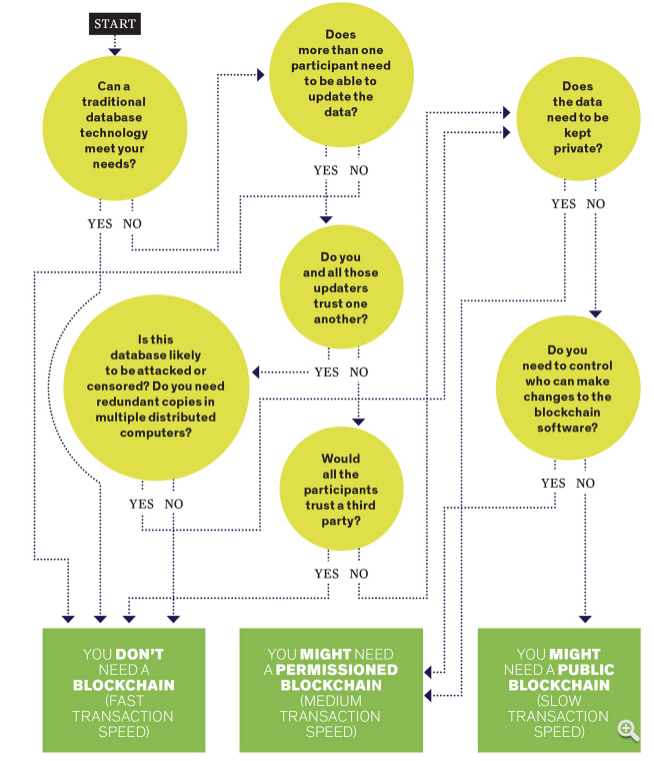 START
Can a
traditional
database
technology
meet your
needs?
YES NO
Does
more than one
participant need
to be able to
update the
data?
YES NO
Does
the data
need to be
kept
private?
YES NO
Do you
and all those
updaters
trust one
another?
YES NO
Is this
database likely
to be attacked or
censored? Do you need
redundant copies in
multiple distributed
computers?
YES NO
Do you
need to control
who can make
changes to the
blockchain
software?
YES NO
Would
all the
participants
trust a third
party?
YES NO
YOU DON'T
NEED A
BLOCKCHAIN
(FAST
TRANSACTION
SPEED)
YOU MIGHT NEED
A PERMISSIONED
BLOCKCHAIN
(MEDIUM
TRANSACTION
SPEED)
YOU MIGHT
NEED A PUBLIC
BLOCKCHAIN
(SLOW
TRANSACTION
SPEED)